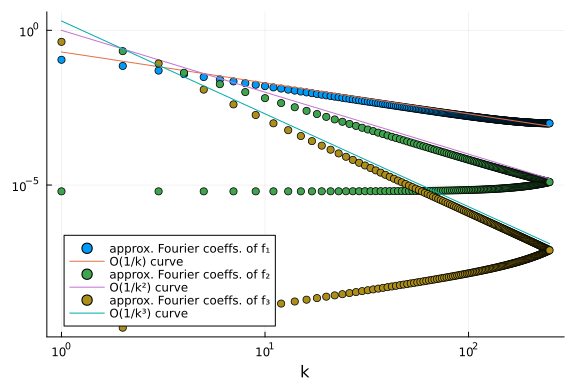 10⁰
10⁻⁵
approx. Fourier coeffs. of f₁
O(1/k) curve
approx. Fourier coeffs. of f₂
O(1/k²) curve
approx. Fourier coeffs. of f₃
O(1/k³) curve
10⁰ 10¹ 10²
k